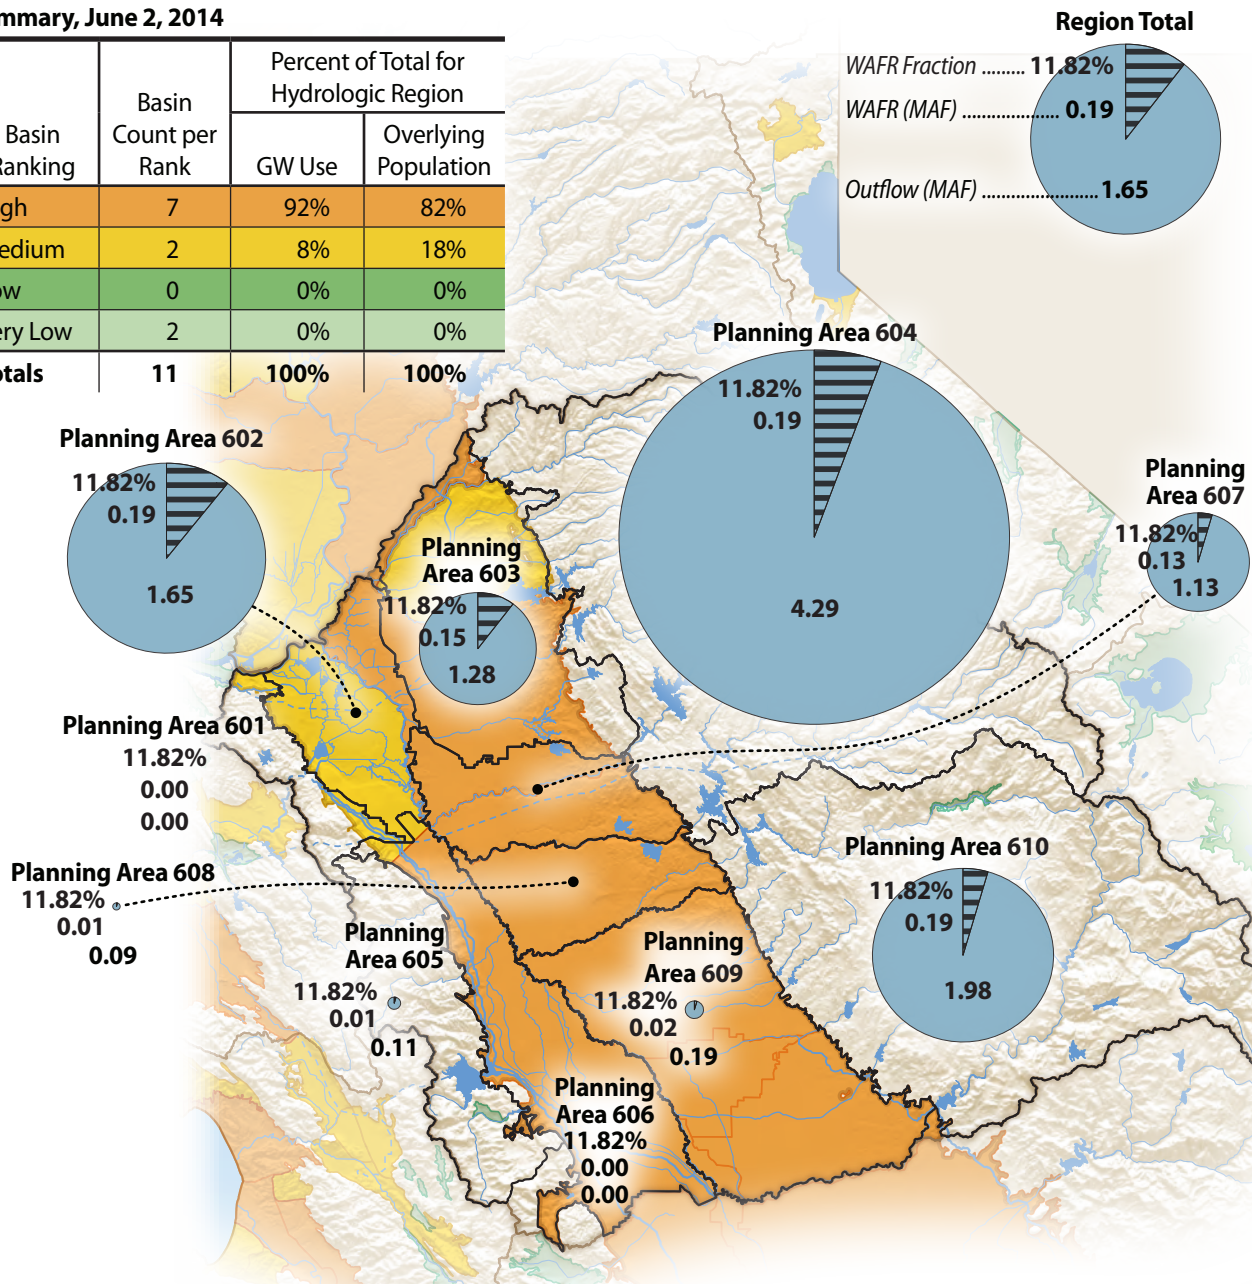 mmary, June 2, 2014
Basin
Ranking
Basin
Count per
Rank
Percent of Total for
Hydrologic Region
GW Use
Overlying
Population
gh 7 92% 82%
edium 2 8% 18%
ow 0 0% 0%
ery Low 2 0% 0%
otals 11 100% 100%
Region Total
WAFR Fraction ........ 11.82%
WAFR (MAF) ................... 0.19
Outflow (MAF) ...................... 1.65
Planning Area 604
11.82%
0.19
4.29
Planning Area 602
11.82%
0.19
1.65
Planning
Area 607
11.82%
0.13
1.13
Planning
Area 603
11.82%
0.15
1.28
Planning Area 601
11.82%
0.00
0.00
Planning Area 608
11.82%
0.01
0.09
Planning Area 610
11.82%
0.19
1.98
Planning
Area 605
11.82%
0.01
0.11
Planning
Area 609
11.82%
0.02
0.19
Planning
Area 606
11.82%
0.00
0.00